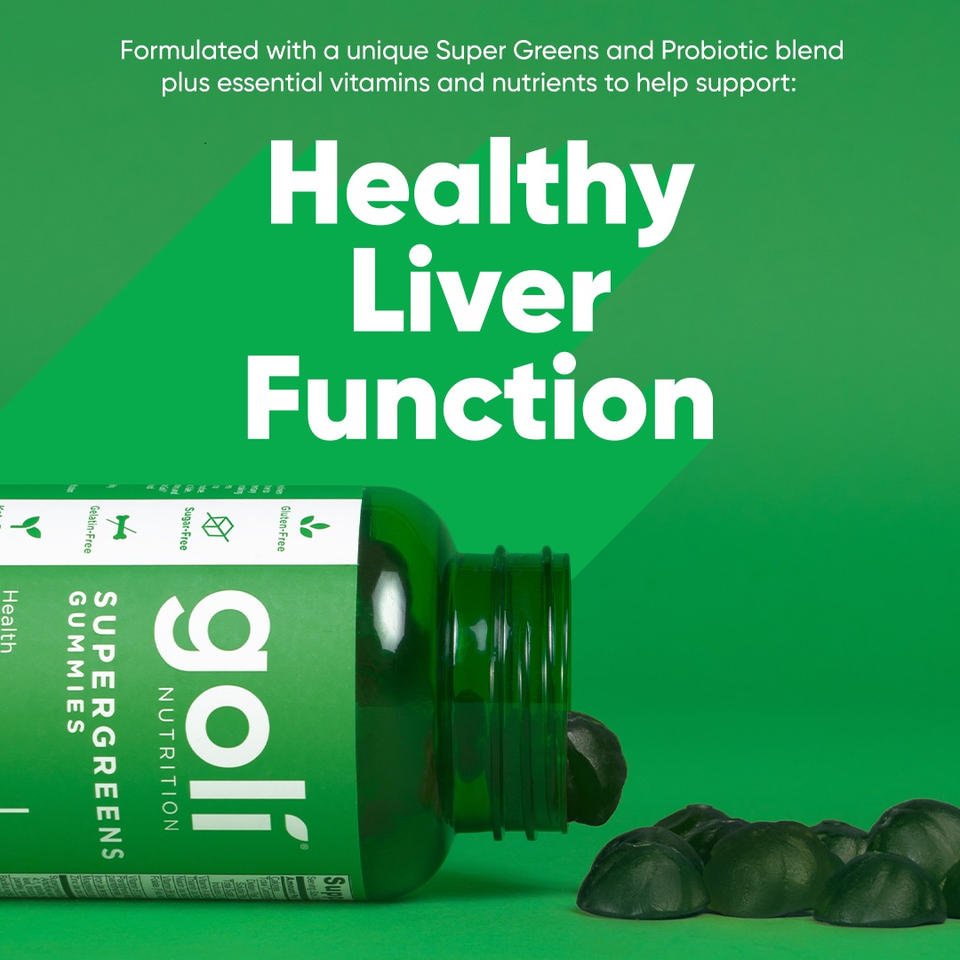 Formulated with a unique Super Greens and Probiotic blend
plus essential vitamins and nutrients to help support:
Healthy
Liver
Function
Gluten-Free
Sugar-Free
Gelatin-Free
goli
NUTRITION
SUPERGREENS
GUMMIES
Health